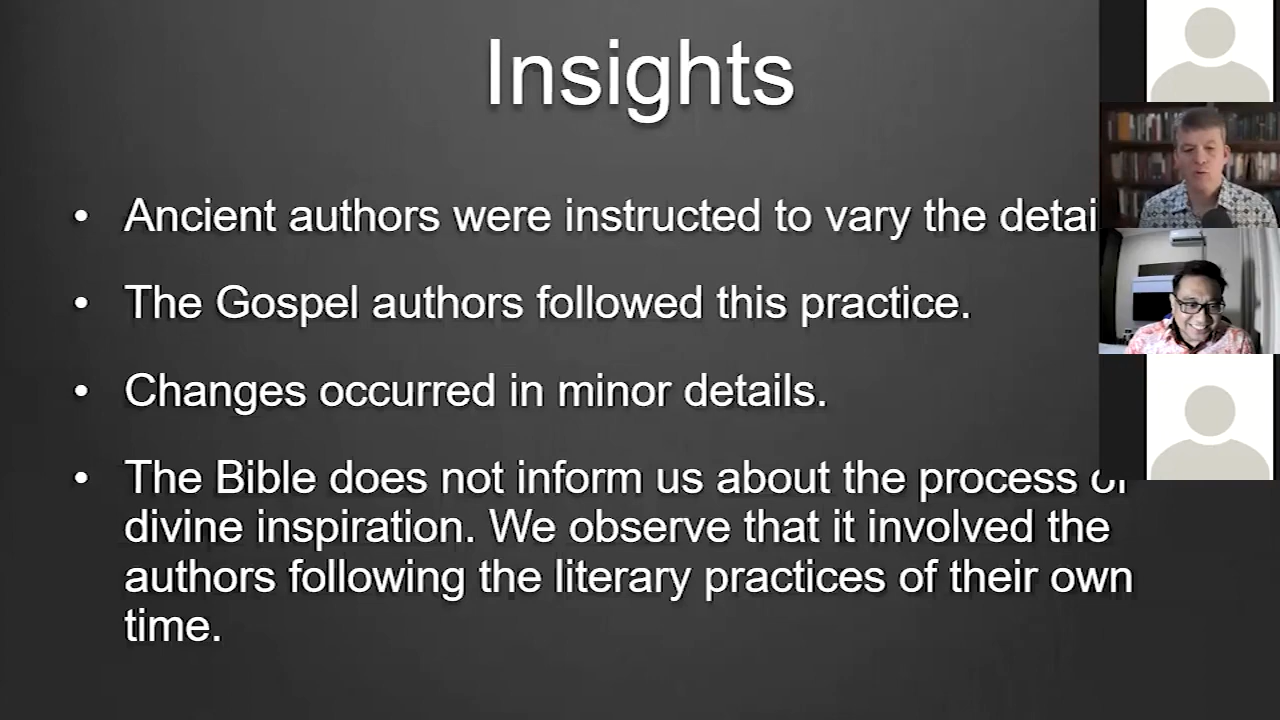 Insights
• Ancient authors were instructed to vary the
• The Gospel authors followed this practice.
• Changes occurred in minor details.
• The Bible does not inform us about the process of
divine inspiration. We observe that it involved the
authors following the literary practices of their own
time.